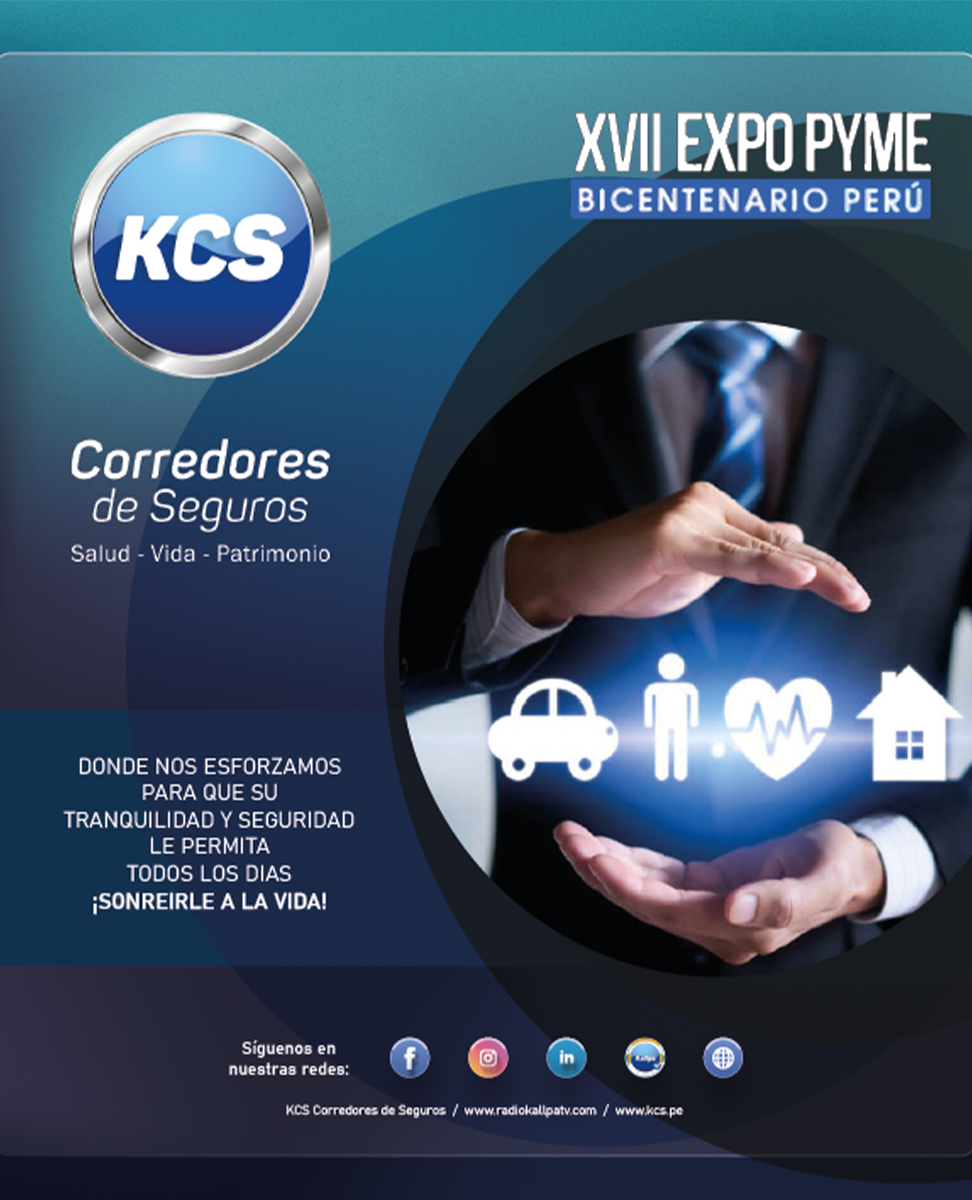 KCS
XVII EXPO PYME
BICENTENARIO PERÚ
Corredores
de Seguros
Salud - Vida - Patrimonio
DONDE NOS ESFORZAMOS
PARA QUE SU
TRANQUILIDAD Y SEGURIDAD
LE PERMITA
TODOS LOS DIAS
¡SONREIRLE A LA VIDA!
Síguenos en
nuestras redes:
f
in
Kallpa
KCS Corredores de Seguros / www.radiokallpatv.com / www.kcs.pe